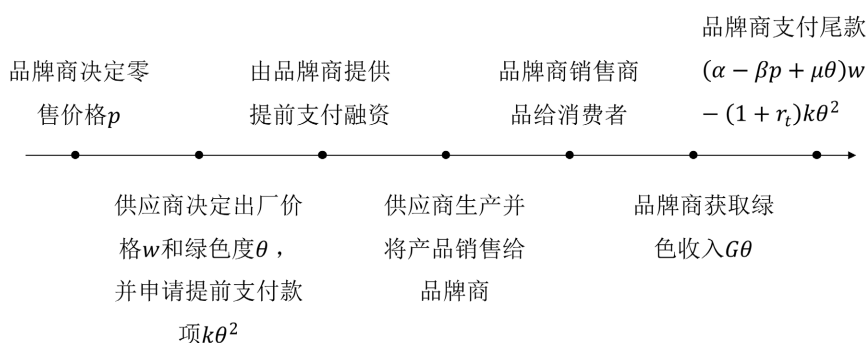 品牌商决定零
售价格p
由品牌商提供
提前支付融资
品牌商销售商
品给消费者
品牌商支付尾款
(α − βp + μθ)w
− (1 + rₜ)kθ²
供应商决定出厂价
格w和绿色度θ，
并申请提前支付款
项kθ²
供应商生产并
将产品销售给
品牌商
品牌商获取绿
色收入Gθ